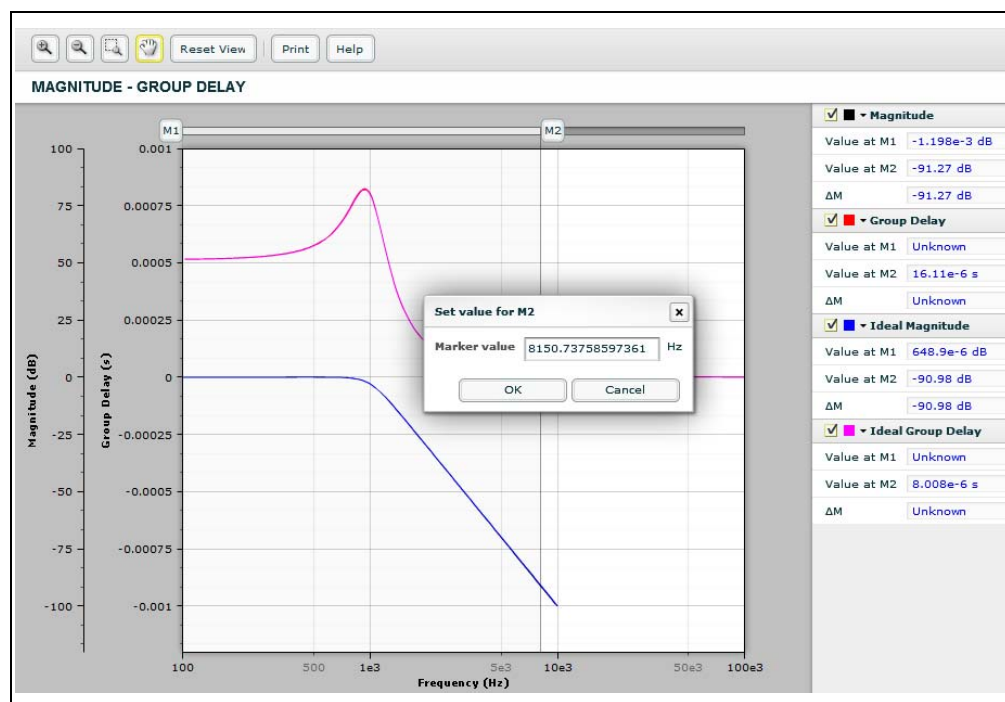 Reset View Print Help
MAGNITUDE - GROUP DELAY
M1 M2
100
75
50
25
0
-25
-50
-75
-100
Magnitude (dB)
0.001
0.00075
0.0005
0.00025
0
-0.00025
-0.0005
-0.00075
-0.001
Group Delay (s)
100 500 1e3 5e3 10e3 50e3 100e3
Frequency (Hz)
Set value for M2
Marker value 8150.73758597361 Hz
OK Cancel
Magnitude
Value at M1 -1.198e-3 dB
Value at M2 -91.27 dB
ΔM -91.27 dB
Group Delay
Value at M1 Unknown
Value at M2 16.11e-6 s
ΔM Unknown
Ideal Magnitude
Value at M1 648.9e-6 dB
Value at M2 -90.98 dB
ΔM -90.98 dB
Ideal Group Delay
Value at M1 Unknown
Value at M2 8.008e-6 s
ΔM Unknown